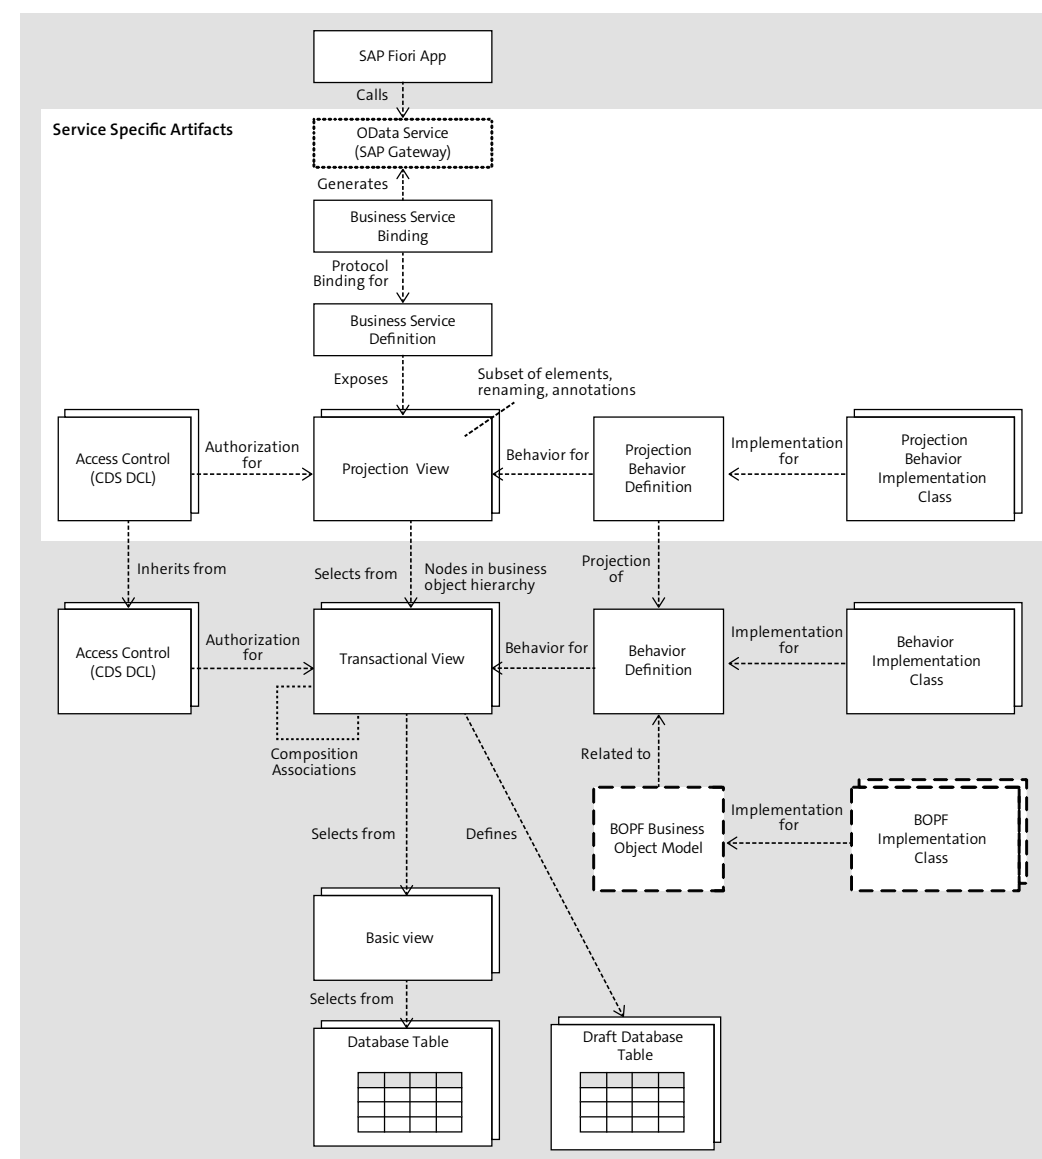 SAP Fiori App
Calls
Service Specific Artifacts
OData Service
(SAP Gateway)
Generates
Business Service
Binding
Protocol
Binding for
Business Service
Definition
Exposes
Subset of elements,
renaming, annotations
Access Control
(CDS DCL)
Authorization
for
Projection View
Behavior for
Projection
Behavior
Definition
Implementation
for
Projection
Behavior
Implementation
Class
Inherits from
Selects from
Nodes in business
object hierarchy
Projection
of
Access Control
(CDS DCL)
Authorization
for
Transactional View
Behavior for
Behavior
Definition
Implementation
for
Behavior
Implementation
Class
Composition
Associations
Related to
Selects from
Defines
BOPF Business
Object Model
Implementation
for
BOPF
Implementation
Class
Basic view
Selects from
Database Table
Draft Database
Table